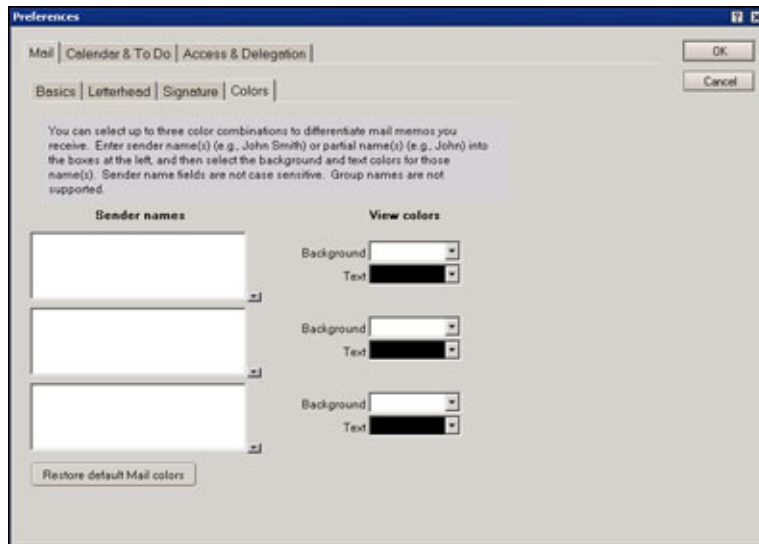 Preferences
Mail Calendar & To Do Access & Delegation
OK
Cancel
Basics Letterhead Signature Colors
You can select up to three color combinations to differentiate mail memos you
receive. Enter sender name(s) (e.g., John Smith) or partial name(s) (e.g., John) into
the boxes at the left, and then select the background and text colors for those
name(s). Sender name fields are not case sensitive. Group names are not
supported.
Sender names View colors
Background
Text
Background
Text
Background
Text
Restore default Mail colors